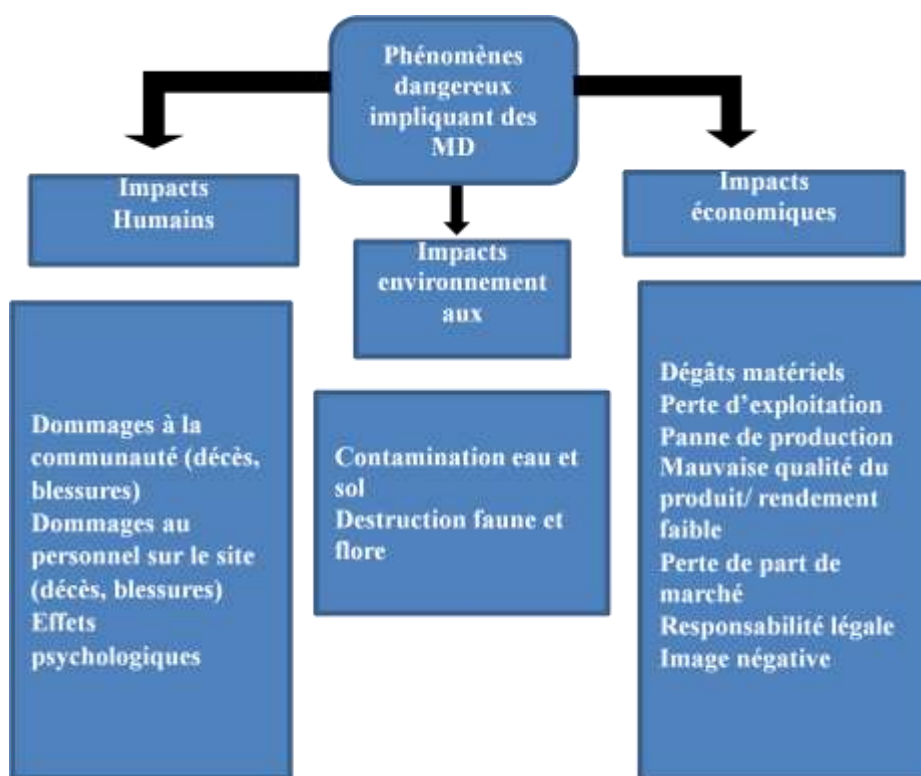 Phénomènes
dangereux
impliquant des
MD
Impacts
Humains
Impacts
environnement
aux
Impacts
économiques
Dommages à la
communauté (décès,
blessures)
Dommages au
personnel sur le site
(décès, blessures)
Effets
psychologiques
Contamination eau et
sol
Destruction faune et
flore
Dégâts matériels
Perte d’exploitation
Panne de production
Mauvaise qualité du
produit/ rendement
faible
Perte de part de
marché
Responsabilité légale
Image négative